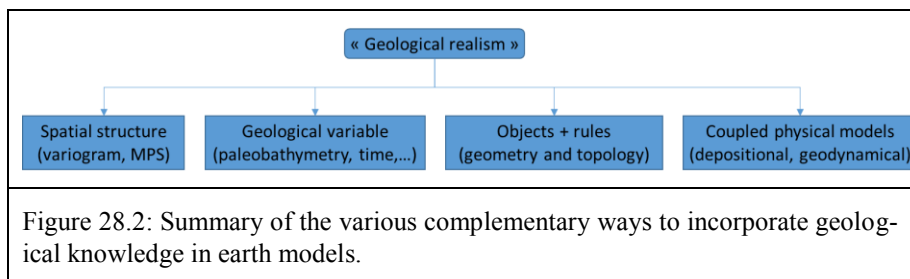 « Geological realism »
Spatial structure
(variogram, MPS)
Geological variable
(paleobathymetry, time,...)
Objects + rules
(geometry and topology)
Coupled physical models
(depositional, geodynamical)
Figure 28.2: Summary of the various complementary ways to incorporate geolog-
ical knowledge in earth models.